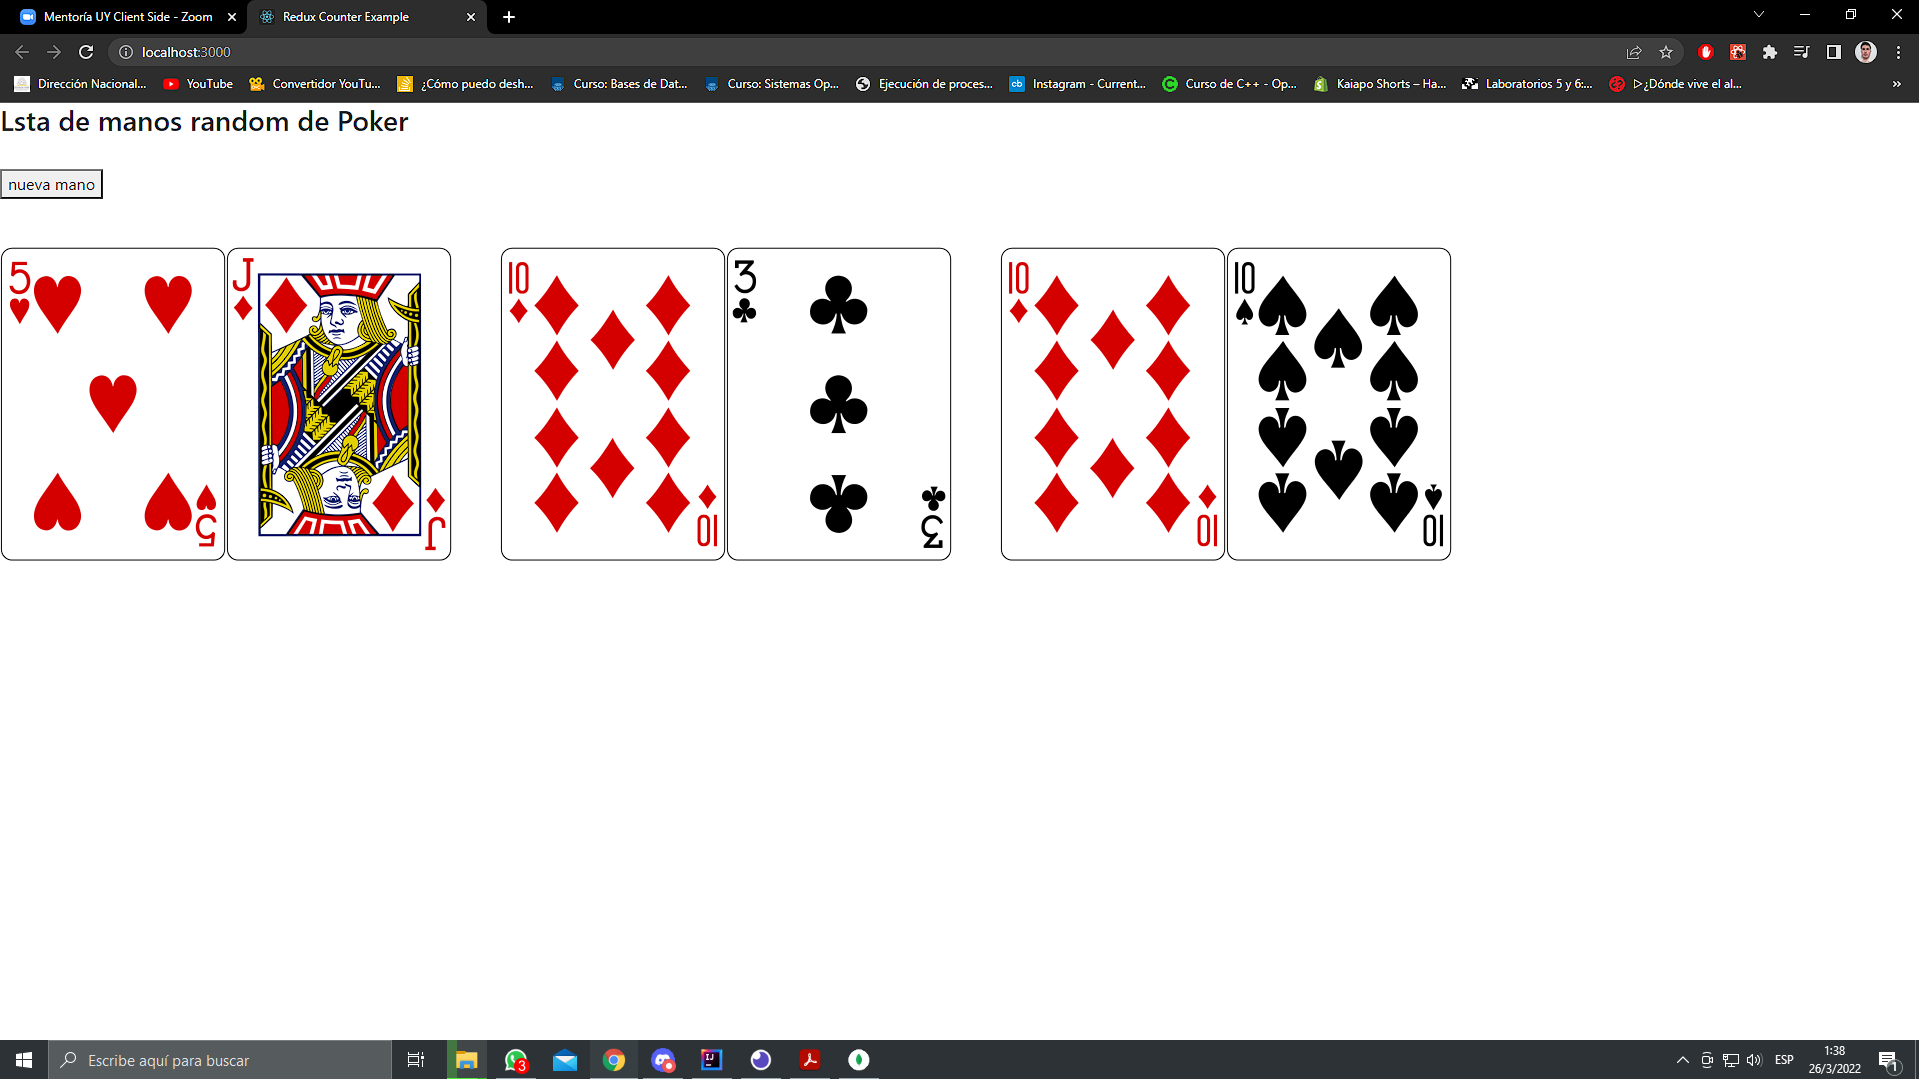 Mentoría UY Client Side - Zoom
Redux Counter Example
localhost:3000
Dirección Nacional...
YouTube
Convertidor YouTu...
¿Cómo puedo desh...
Curso: Bases de Dat...
Curso: Sistemas Op...
Ejecución de proces...
cb
Instagram - Current...
C
Curso de C++ - Op...
Kaiapo Shorts – Ha...
Laboratorios 5 y 6:...
▷¿Dónde vive el al...
»
Lsta de manos random de Poker
nueva mano
5
J
10
3
10
10
5
J
10
3
10
10
Escribe aquí para buscar
3
IJ
ESP
1:38
26/3/2022
1